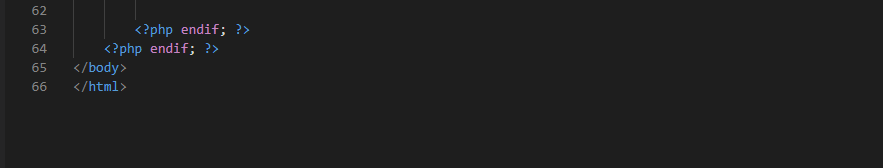 62
63 <?php endif; ?>
64 <?php endif; ?>
65 </body>
66 </html>